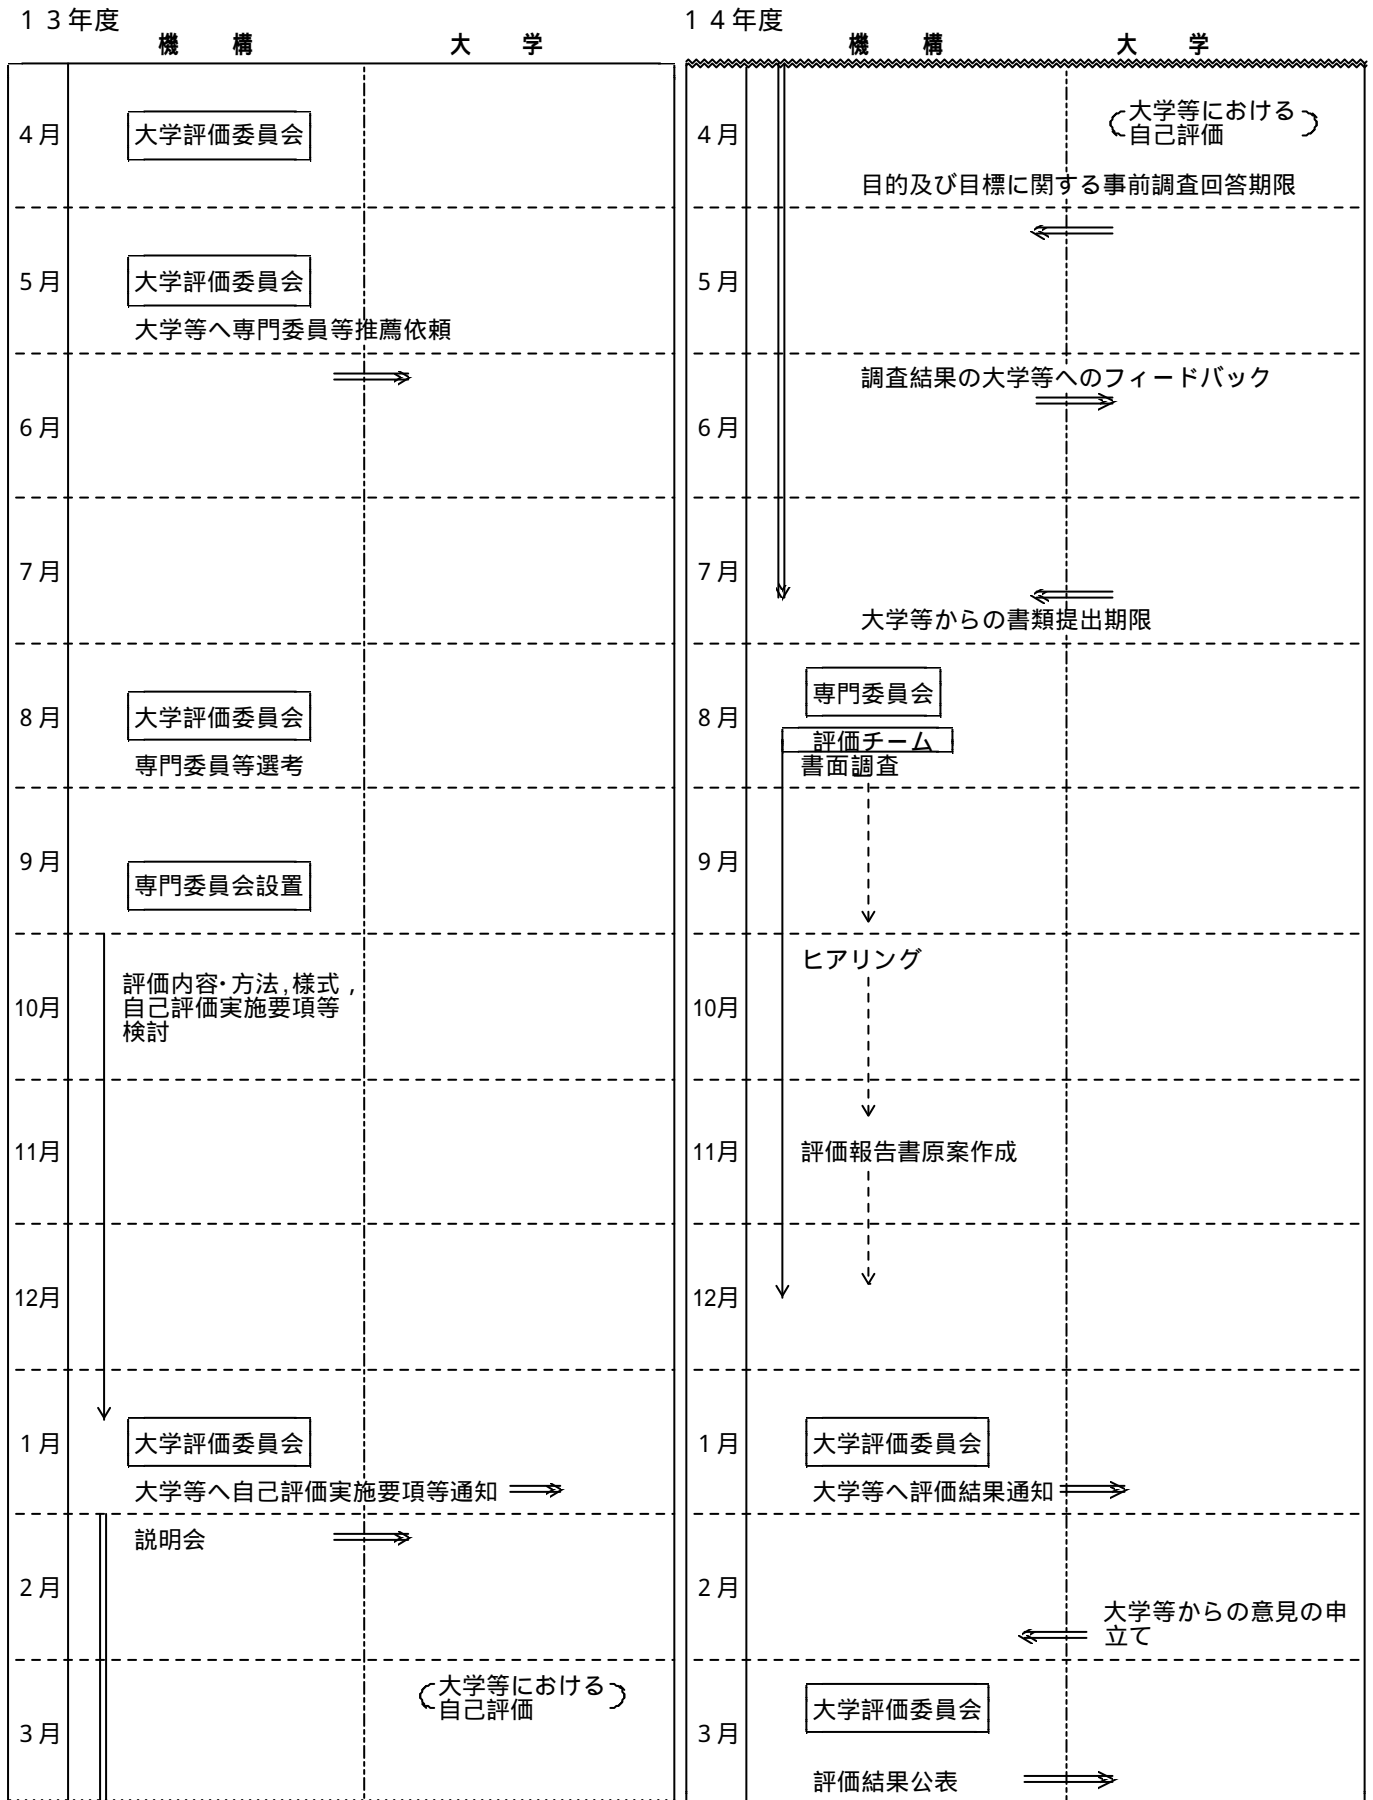 １３年度
機　構　大　学
４月
大学評価委員会
５月
大学評価委員会
大学等へ専門委員等推薦依頼
６月
７月
８月
大学評価委員会
専門委員等選考
９月
専門委員会設置
10月
評価内容・方法，様式，
自己評価実施要項等
検討
11月
12月
１月
大学評価委員会
大学等へ自己評価実施要項等通知
説明会
２月
大学等における
自己評価
３月
１４年度
機　構　大　学
４月
大学等における
自己評価
目的及び目標に関する事前調査回答期限
５月
調査結果の大学等へのフィードバック
６月
７月
大学等からの書類提出期限
専門委員会
８月
評価チーム
書面調査
９月
ヒアリング
10月
11月
評価報告書原案作成
12月
１月
大学評価委員会
大学等へ評価結果通知
２月
大学等からの意見の申
立て
大学評価委員会
３月
評価結果公表